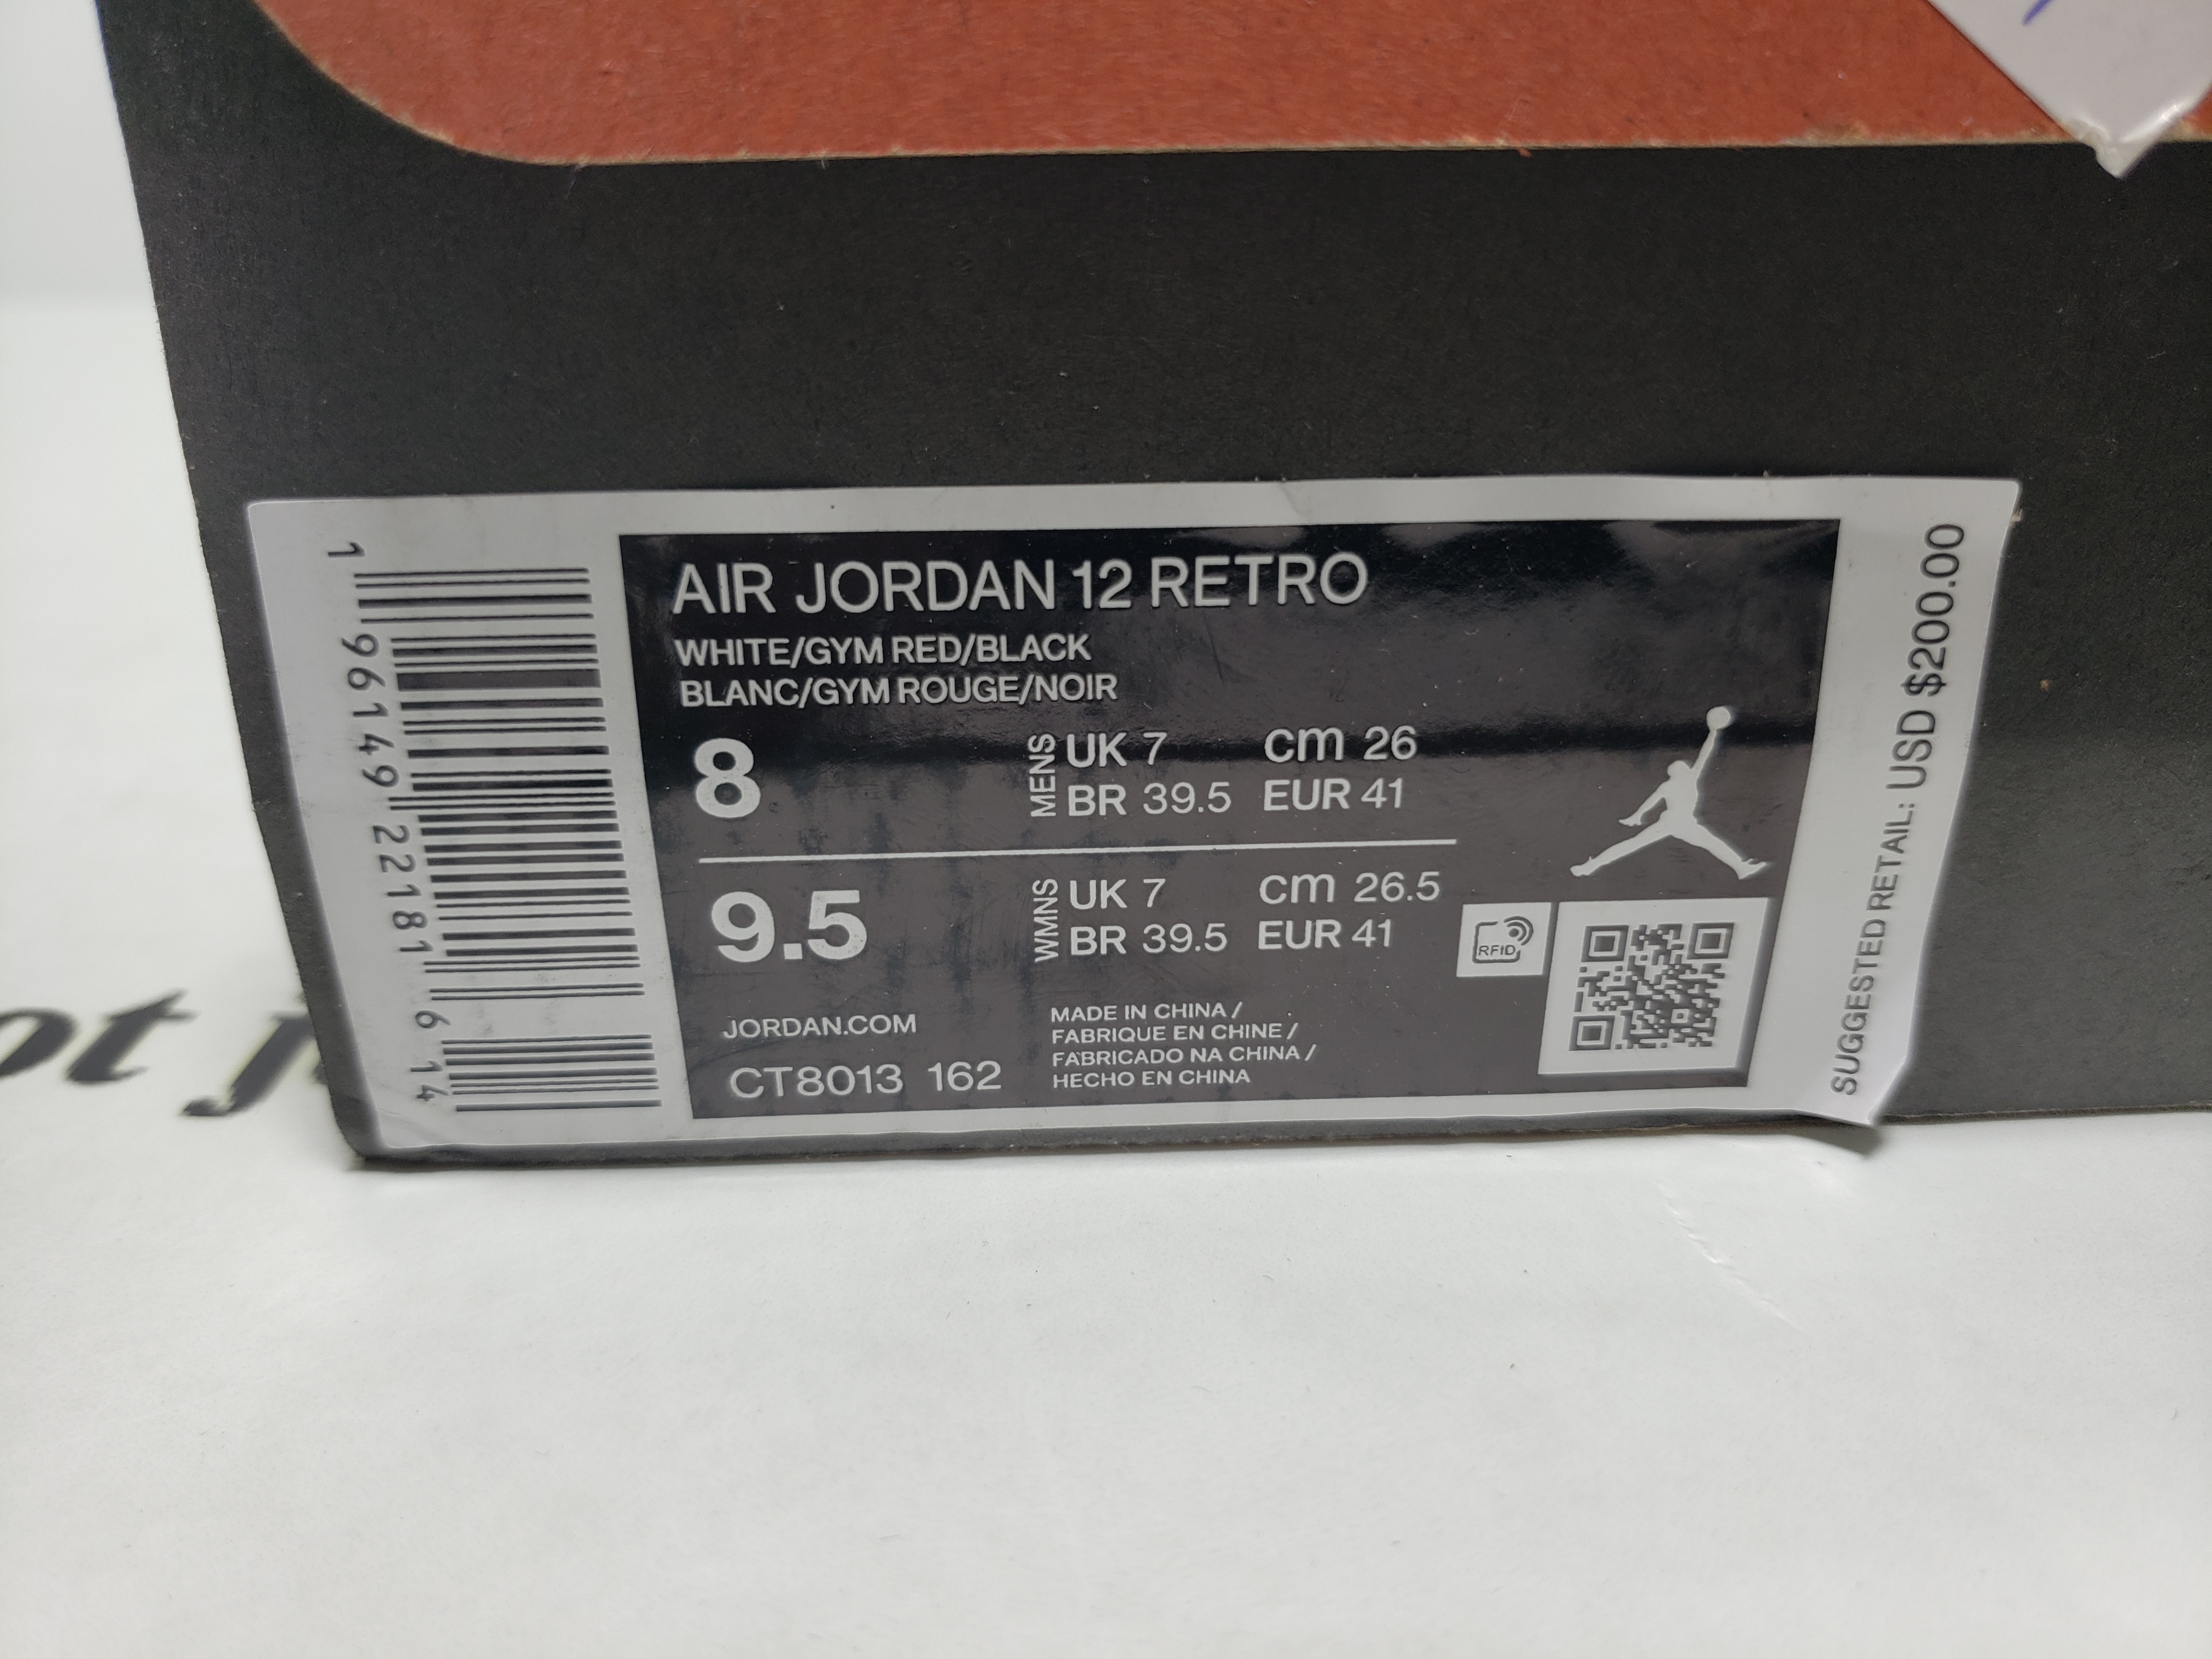 AIR JORDAN 12 RETRO
WHITE/GYM RED/BLACK
BLANC/GYM ROUGE/NOIR
8 MENS UK 7 cm 26
BR 39.5 EUR 41
9.5 WMNS UK 7 cm 26.5
BR 39.5 EUR 41
RFID
JORDAN.COM
CT8013 162
MADE IN CHINA /
FABRIQUE EN CHINE /
FABRICADO NA CHINA /
HECHO EN CHINA
1 96149 22181 6 14
SUGGESTED RETAIL: USD $200.00